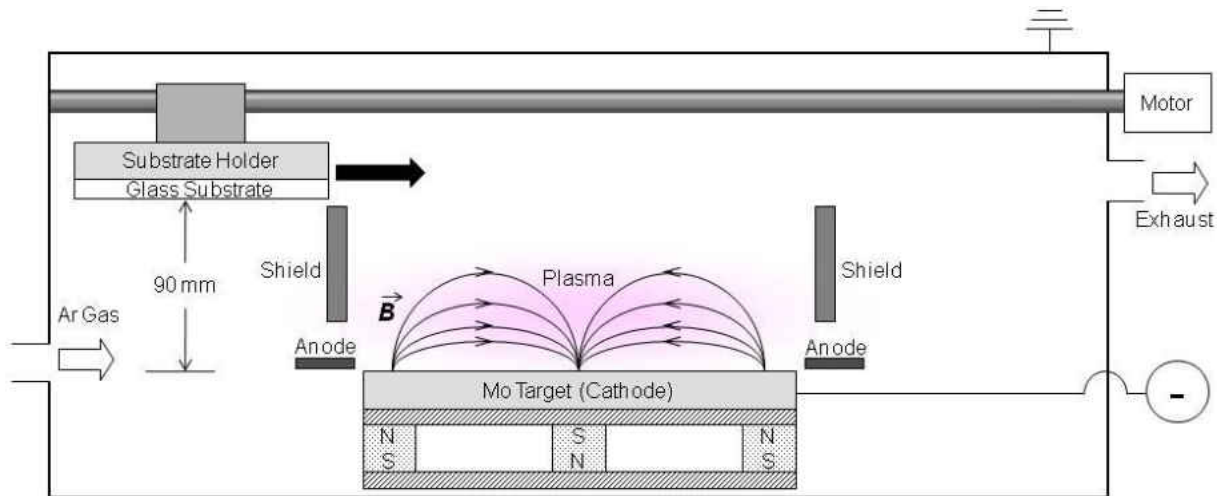 Motor
Substrate Holder
Glass Substrate
Exhaust
Shield
Plasma
Shield
90 mm
B
Ar Gas
Anode
Anode
Mo Target (Cathode)
-
N S N
S N S